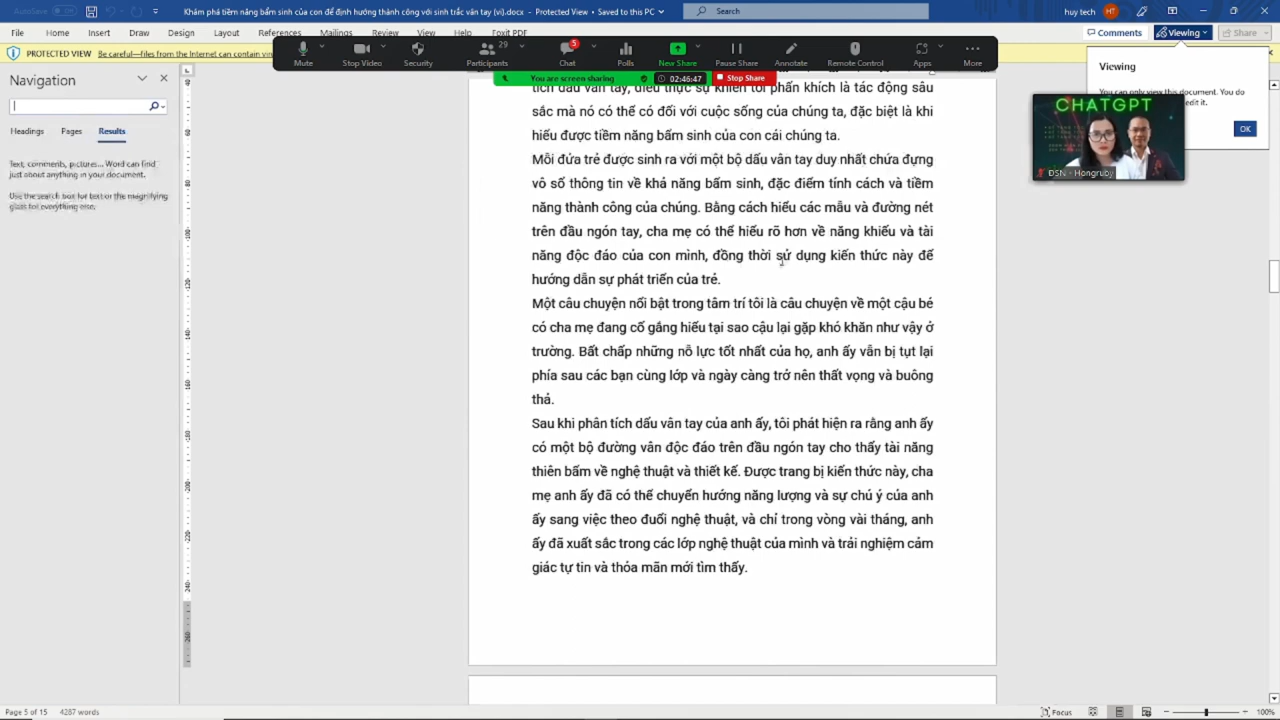 Khám phá tiềm năng bẩm sinh của con để định hướng thành công với sinh trắc vân tay (vi).docx - Protected View • Saved to this PC
Search
huy tech HT
File Home Insert Draw Design Layout References Mailings Review View Help Foxit PDF
Comments Viewing Share
PROTECTED VIEW Be careful—files from the Internet can contain
Mute Stop Video Security Participants 29 Chat 5 Polls New Share Pause Share Annotate Remote Control Apps More
You are screen sharing 02:46:47 Stop Share
Viewing
You can only view this document. You do
edit it.
OK
CHATGPT
DSN - Hongruby
Navigation
Headings Pages Results
Text, comments, pictures... Word can find
just about anything in your document.
Use the search box for text or the magnifying
glass for everything else.
tích dấu vân tay, điều thực sự khiến tôi phấn khích là tác động sâu
sắc mà nó có thể có đối với cuộc sống của chúng ta, đặc biệt là khi
hiểu được tiềm năng bẩm sinh của con cái chúng ta.
Mỗi đứa trẻ được sinh ra với một bộ dấu vân tay duy nhất chứa đựng
vô số thông tin về khả năng bẩm sinh, đặc điểm tính cách và tiềm
năng thành công của chúng. Bằng cách hiểu các mẫu và đường nét
trên đầu ngón tay, cha mẹ có thể hiểu rõ hơn về năng khiếu và tài
năng độc đáo của con mình, đồng thời sử dụng kiến thức này để
hướng dẫn sự phát triển của trẻ.
Một câu chuyện nổi bật trong tâm trí tôi là câu chuyện về một cậu bé
có cha mẹ đang cố gắng hiểu tại sao cậu lại gặp khó khăn như vậy ở
trường. Bất chấp những nỗ lực tốt nhất của họ, anh ấy vẫn bị tụt lại
phía sau các bạn cùng lớp và ngày càng trở nên thất vọng và buông
thả.
Sau khi phân tích dấu vân tay của anh ấy, tôi phát hiện ra rằng anh ấy
có một bộ đường vân độc đáo trên đầu ngón tay cho thấy tài năng
thiên bẩm về nghệ thuật và thiết kế. Được trang bị kiến thức này, cha
mẹ anh ấy đã có thể chuyển hướng năng lượng và sự chú ý của anh
ấy sang việc theo đuổi nghệ thuật, và chỉ trong vòng vài tháng, anh
ấy đã xuất sắc trong các lớp nghệ thuật của mình và trải nghiệm cảm
giác tự tin và thỏa mãn mới tìm thấy.
Page 5 of 15 4287 words
Focus 100%